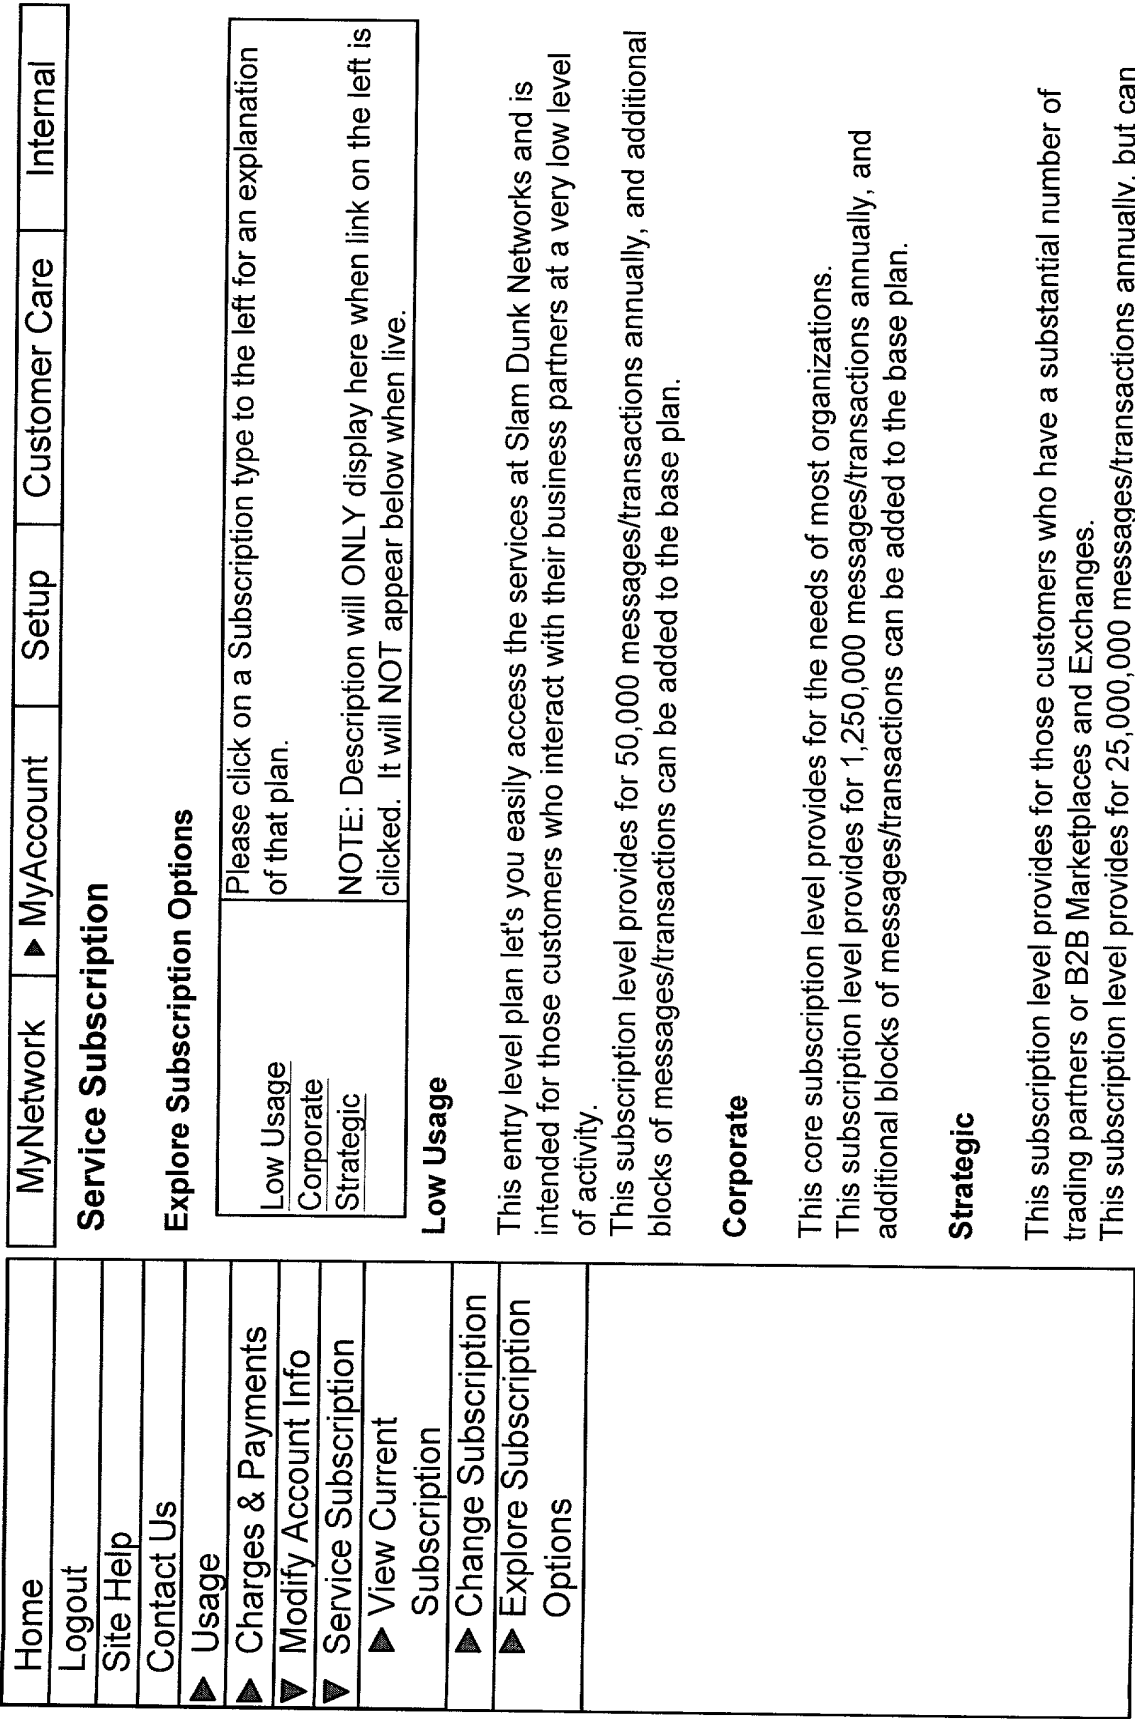 Home
Logout
Site Help
Contact Us
Usage
Charges & Payments
Modify Account Info
Service Subscription
View Current
Subscription
Change Subscription
Explore Subscription
Options
MyNetwork
MyAccount
Setup
Customer Care
Internal
Service Subscription
Explore Subscription Options
Low Usage
Corporate
Strategic
Please click on a Subscription type to the left for an explanation
of that plan.
NOTE: Description will ONLY display here when link on the left is
clicked. It will NOT appear below when live.
Low Usage
This entry level plan let's you easily access the services at Slam Dunk Networks and is
intended for those customers who interact with their business partners at a very low level
of activity.
This subscription level provides for 50,000 messages/transactions annually, and additional
blocks of messages/transactions can be added to the base plan.
Corporate
This core subscription level provides for the needs of most organizations.
This subscription level provides for 1,250,000 messages/transactions annually, and
additional blocks of messages/transactions can be added to the base plan.
Strategic
This subscription level provides for those customers who have a substantial number of
trading partners or B2B Marketplaces and Exchanges.
This subscription level provides for 25,000,000 messages/transactions annually, but can